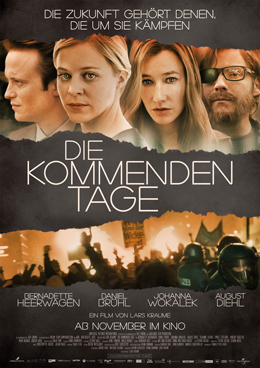 DIE ZUKUNFT GEHÖRT DENEN,
DIE UM SIE KÄMPFEN
DIE
KOMMENDEN
TAGE
BERNADETTE HEERWAGEN DANIEL BRÜHL JOHANNA WOKALEK AUGUST DIEHL
EIN FILM VON LARS KRAUME
AB NOVEMBER IM KINO